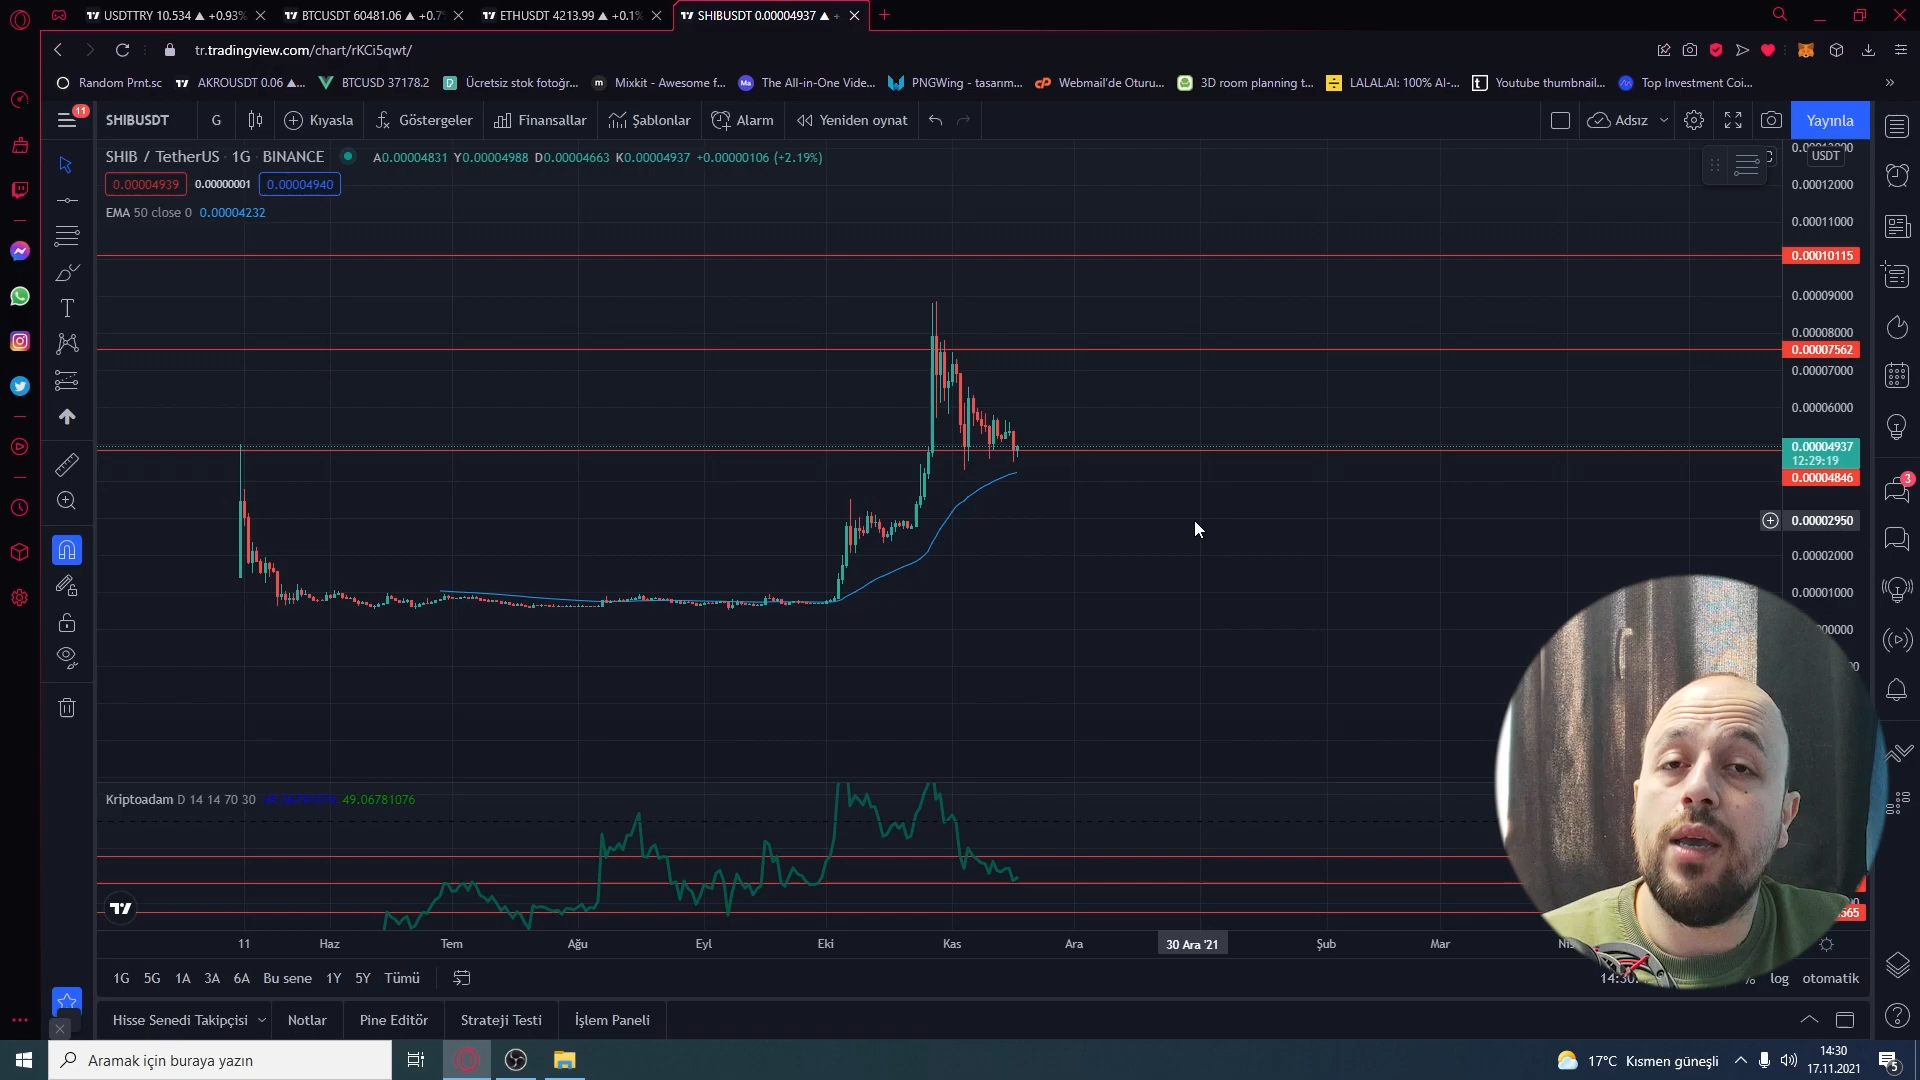 USDTTRY 10.534 ▲ +0.93%
BTCUSDT 60481.06 ▲ +0.7
ETHUSDT 4213.99 ▲ +0.1%
SHIBUSDT 0.00004937 ▲ +
tr.tradingview.com/chart/rKCi5qwt/
Random Prnt.sc
AKROUSDT 0.06 ▲...
BTCUSD 37178.2
Ücretsiz stok fotoğr...
Mixkit - Awesome f...
The All-in-One Vide...
PNGWing - tasarım...
Webmail'de Oturu...
3D room planning t...
LALAL.AI: 100% AI-...
Youtube thumbnail...
Top Investment Coi...
11
SHIBUSDT
G
Kıyasla
Göstergeler
Finansallar
Şablonlar
Alarm
Yeniden oynat
Adsız
Yayınla
SHIB / TetherUS 1G BINANCE
A0.00004831 Y0.00004988 D0.00004663 K0.00004937 +0.00000106 (+2.19%)
0.00004939 0.00000001 0.00004940
EMA 50 close 0 0.00004232
USDT
0.00012000
0.00011000
0.00010115
0.00009000
0.00008000
0.00007562
0.00007000
0.00006000
0.00004937
12:29:19
0.00004846
3
0.00002950
0.00002000
0.00001000
Kriptoadam D 14 14 70 30
49.06781076
565
11
Haz
Tem
Ağu
Eyl
Eki
Kas
Ara
30 Ara '21
Şub
Mar
1G
5G
1A
3A
6A
Bu sene
1Y
5Y
Tümü
%
log
otomatik
Hisse Senedi Takipçisi
Notlar
Pine Editör
Strateji Testi
İşlem Paneli
Aramak için buraya yazın
17°C Kısmen güneşli
14:30
17.11.2021
5